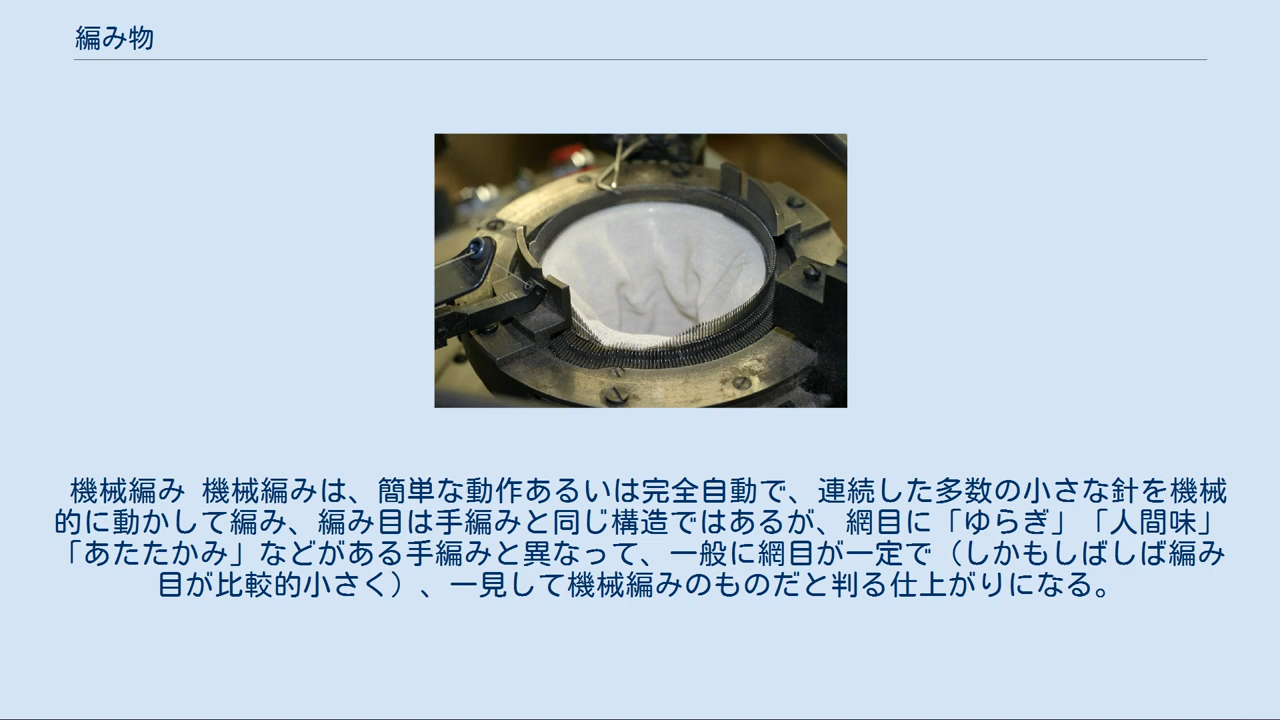 編み物
機械編み 機械編みは、簡単な動作あるいは完全自動で、連続した多数の小さな針を機械
的に動かして編み、編み目は手編みと同じ構造ではあるが、網目に「ゆらぎ」「人間味」
「あたたかみ」などがある手編みと異なって、一般に網目が一定で（しかもしばしば編み
目が比較的小さく）、一見して機械編みのものだと判る仕上がりになる。